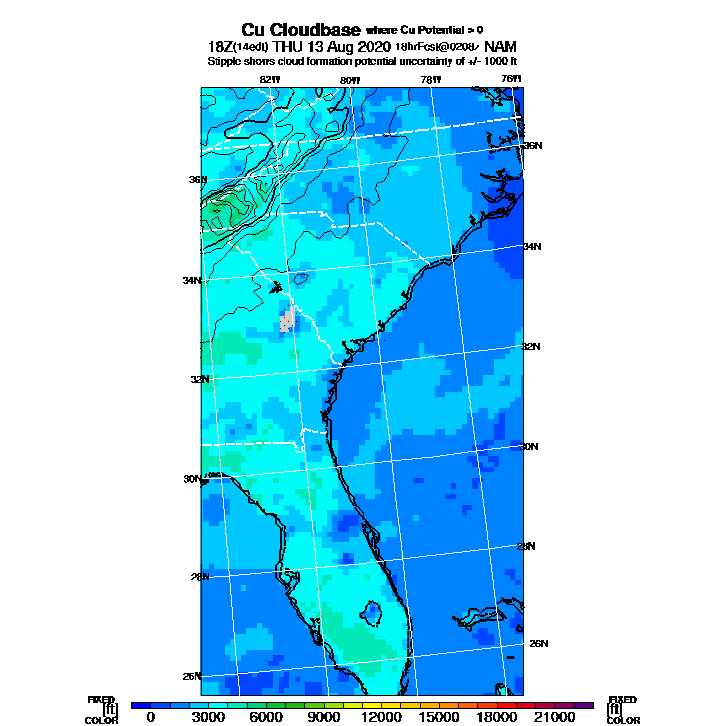 Cu Cloudbase where Cu Potential > 0
18Z(14edt) THU 13 Aug 2020 18hrFcst@0208z NAM
Stipple shows cloud formation potential uncertainty of +/- 1000 ft
82W 80W 78W 76W
36N
36N
34N
34N
32N
32N
30N
30N
28N
28N
26N
26N
FIXED [ft] COLOR
0 3000 6000 9000 12000 15000 18000 21000
FIXED [ft] COLOR